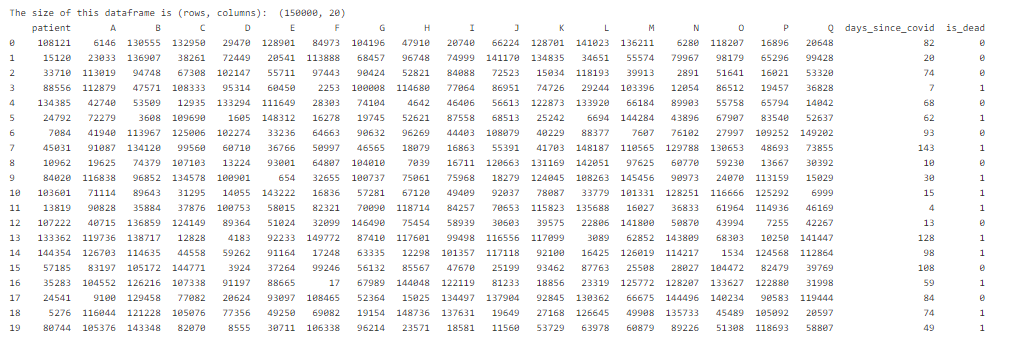 The size of this dataframe is (rows, columns):  (150000, 20)
patient A B C D E F G H I J K L M N O P Q days_since_covid is_dead
0 108121 6146 130555 132950 29470 128901 84973 104196 47910 20740 66224 128701 141023 136211 6280 118207 16896 20648 82 0
1 15120 23033 136907 38261 72449 20541 113888 68457 96748 74999 141170 134835 34651 55574 79967 98179 65296 99428 20 0
2 33710 113019 94748 67308 102147 55711 97443 90424 52821 84088 72523 15034 118193 39913 2891 51641 16021 53320 74 0
3 88556 112879 47571 108333 95314 60450 2253 100008 114680 77064 86951 74726 29244 103396 12054 86512 19457 36828 7 1
4 134385 42740 53509 12935 133294 111649 28303 74104 4642 46406 56613 122873 133920 66184 89903 55758 65794 14042 68 0
5 24792 72279 3608 109690 1605 148312 16278 19745 52621 87558 68513 25242 6694 144284 43896 67907 83540 52637 62 1
6 7084 41940 113967 125006 102274 33236 64663 90632 96269 44403 108079 40229 88377 7607 76102 27997 109252 149202 93 0
7 45031 91087 134120 99560 60710 36766 50997 46565 18079 16863 55391 41703 148187 110565 129788 130653 48693 73855 143 1
8 10962 19625 74379 107103 13224 93001 64807 104010 7039 16711 120663 131169 142051 97625 60770 59230 13667 30392 10 0
9 84020 116838 96852 134578 100901 654 32655 100737 75061 75968 18279 124045 108263 145456 90973 24070 113159 15029 30 1
10 103601 71114 89643 31295 14055 143222 16836 57281 67120 49409 92037 78087 33779 101331 128251 116666 125292 6999 15 1
11 13819 90828 35884 37876 100753 58015 82321 70090 118714 84257 70653 115823 135688 16027 36833 61964 114936 46169 4 1
12 107222 40715 136859 124149 89364 51024 32099 146490 75454 58939 30603 39575 22806 141800 50870 43994 7255 42267 13 0
13 133362 119736 138717 12828 4183 92233 149772 87410 117601 99498 116556 117099 3089 62852 143809 68303 10250 141447 128 1
14 144354 126703 114635 44558 59262 91164 17248 63335 12298 101357 117118 92100 16425 126019 114217 1534 124568 112864 98 1
15 57185 83197 105172 144771 3924 37264 99246 56132 85567 47670 25199 93462 87763 25508 28027 104472 82479 39769 108 0
16 35283 104552 126216 107338 91197 88665 17 67989 144048 122119 81233 18856 23319 125772 128207 133627 122880 31998 59 1
17 24541 9100 129458 77082 20624 93097 108465 52364 15025 134497 137904 92845 130362 66675 144496 140234 90583 119444 84 0
18 5276 116044 121228 105076 77356 49250 69082 19154 148736 137631 19649 27168 126645 49908 135733 45489 105092 20597 74 1
19 80744 105376 143348 82070 8555 30711 106338 96214 23571 18581 11560 53729 63978 60879 89226 51308 118693 58807 49 1